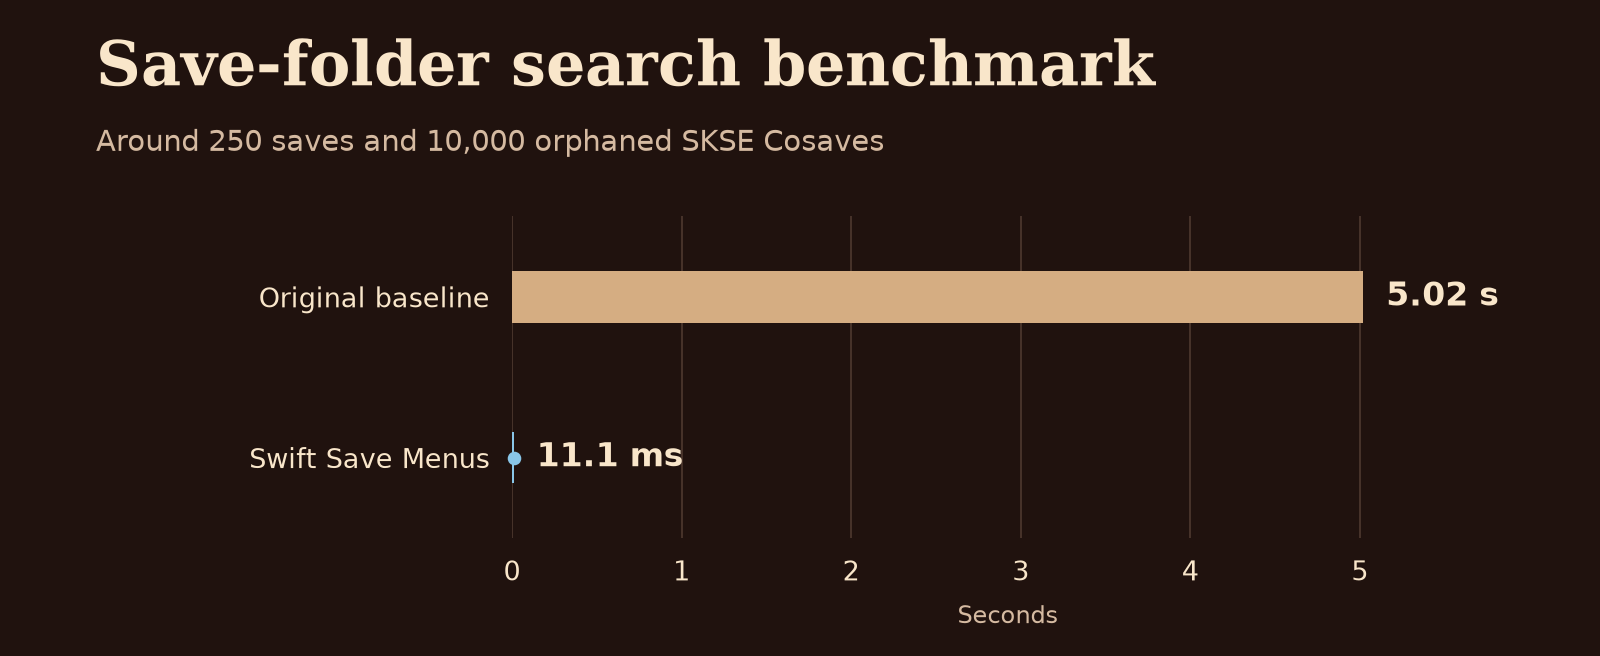 Save-folder search benchmark
Around 250 saves and 10,000 orphaned SKSE Cosaves
Original baseline
5.02 s
Swift Save Menus
11.1 ms
0 1 2 3 4 5
Seconds